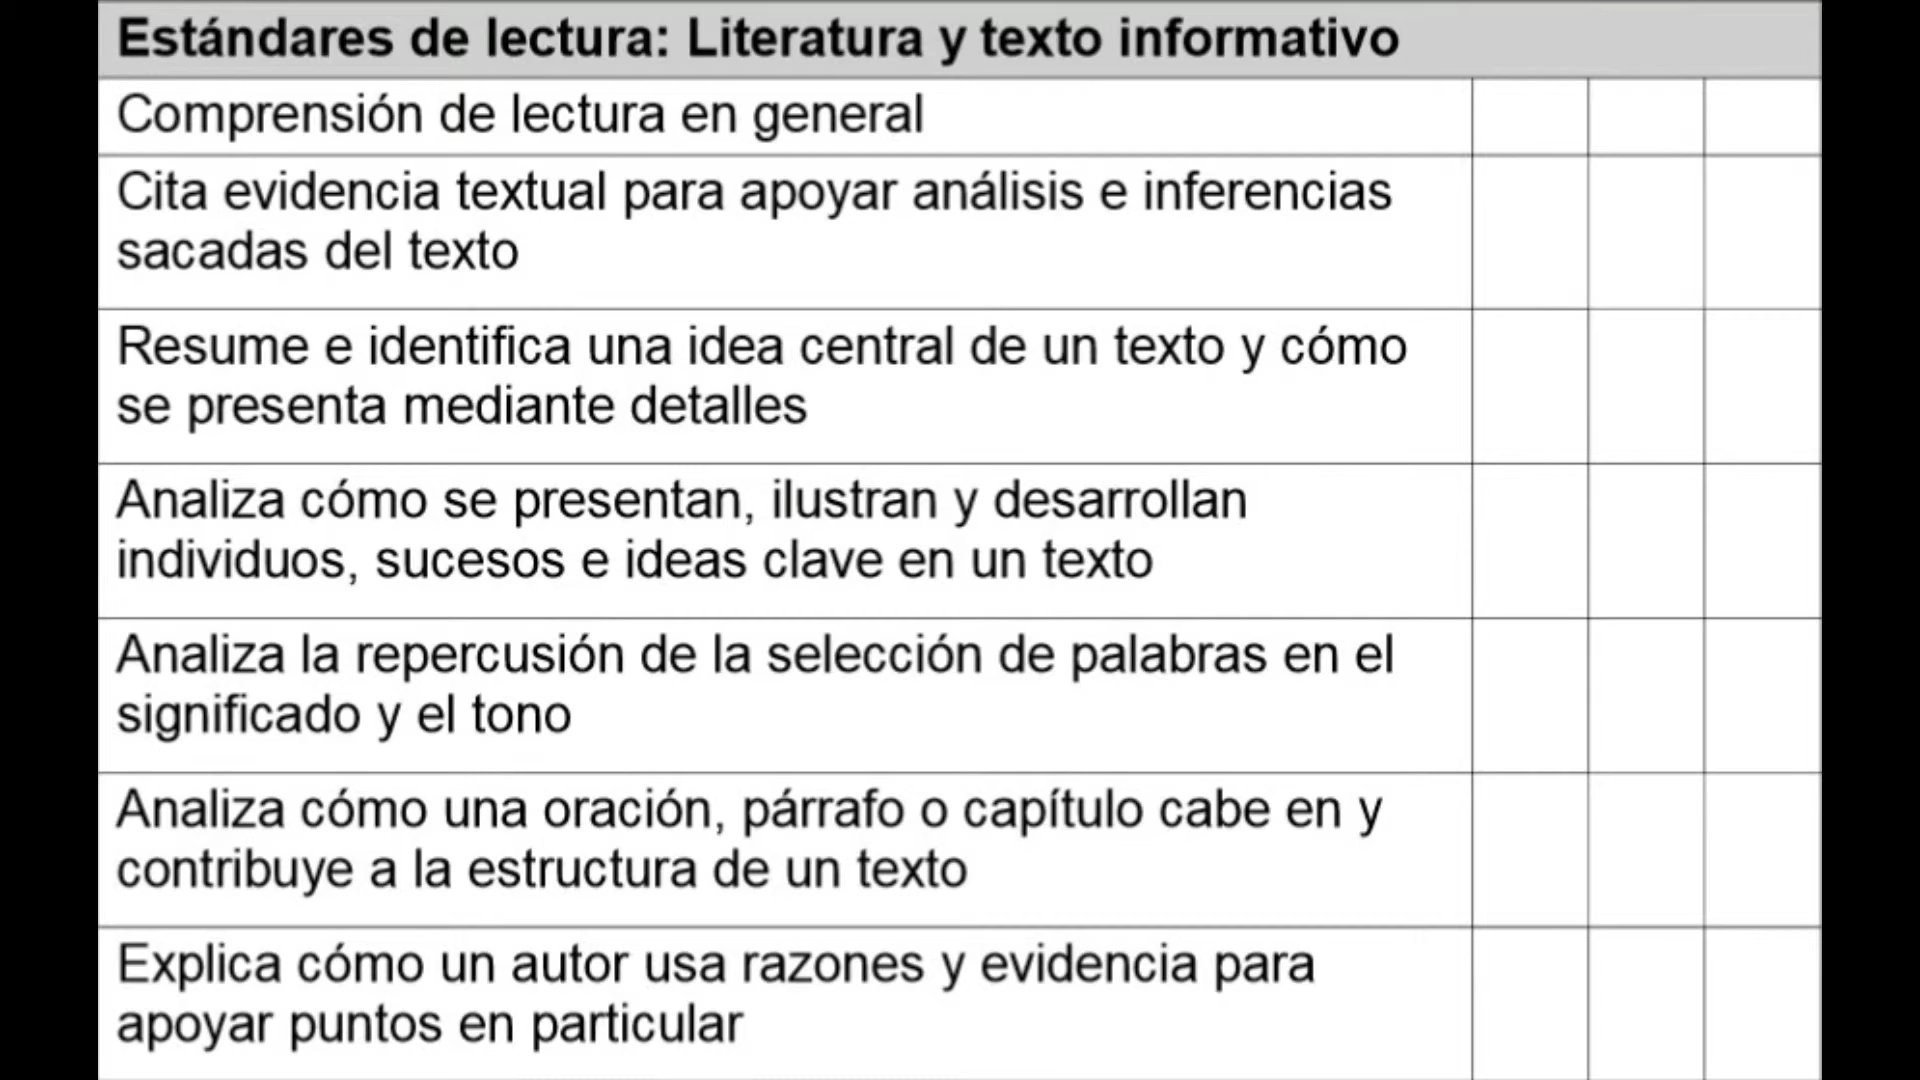 Estándares de lectura: Literatura y texto informativo
Comprensión de lectura en general
Cita evidencia textual para apoyar análisis e inferencias
sacadas del texto
Resume e identifica una idea central de un texto y cómo
se presenta mediante detalles
Analiza cómo se presentan, ilustran y desarrollan
individuos, sucesos e ideas clave en un texto
Analiza la repercusión de la selección de palabras en el
significado y el tono
Analiza cómo una oración, párrafo o capítulo cabe en y
contribuye a la estructura de un texto
Explica cómo un autor usa razones y evidencia para
apoyar puntos en particular